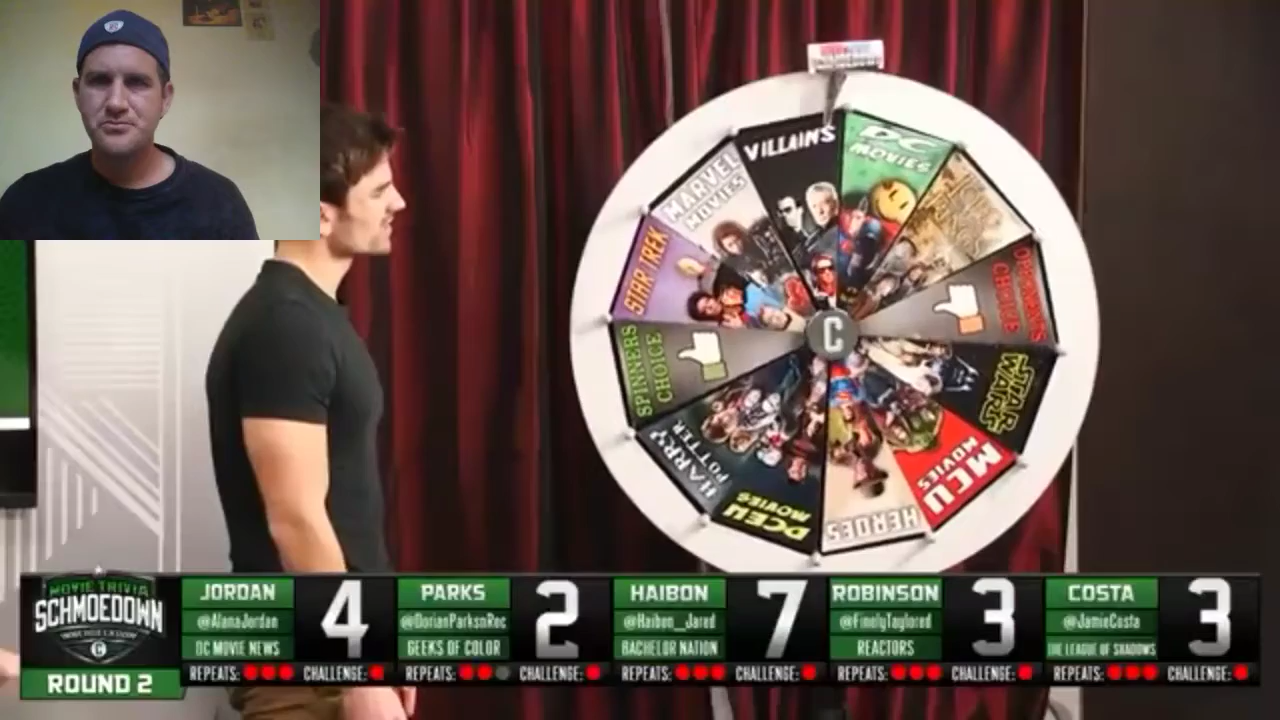 VILLAINS
DC
MOVIES
MARVEL
MOVIES
STAR TREK
SPINNERS
CHOICE
OPPONENTS
CHOICE
STAR
WARS
MCU
MOVIES
HEROES
DCEU
MOVIES
HARRY
POTTER
C
MOVIE TRIVIA
SCHMOEDOWN
C
ROUND 2
JORDAN
@AlanaJordan
DC MOVIE NEWS
4
REPEATS: CHALLENGE:
PARKS
@DorianParksnRec
GEEKS OF COLOR
2
REPEATS: CHALLENGE:
HAIBON
@Haibon__Jared
BACHELOR NATION
7
REPEATS: CHALLENGE:
ROBINSON
@FinelyTaylored
REACTORS
3
REPEATS: CHALLENGE:
COSTA
@JamieCosta
THE LEAGUE OF SHADOWS
3
REPEATS: CHALLENGE: